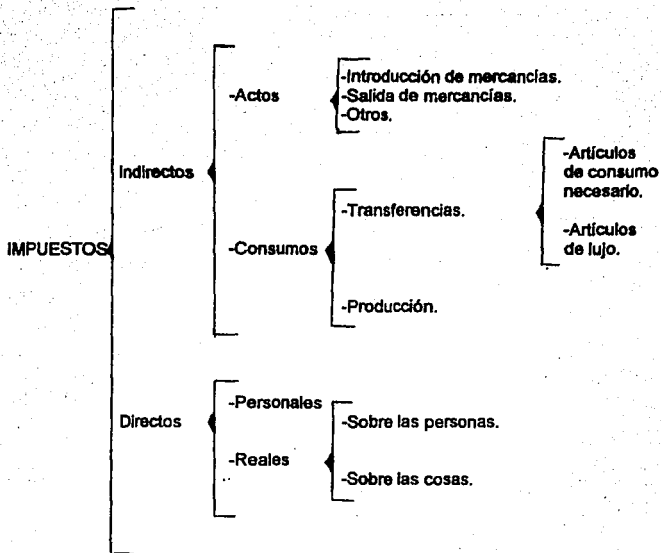 IMPUESTOS
Indirectos
-Actos
-Introducción de mercancías.
-Salida de mercancías.
-Otros.
-Consumos
-Transferencias.
-Artículos
de consumo
necesario.
-Artículos
de lujo.
-Producción.
Directos
-Personales
-Reales
-Sobre las personas.
-Sobre las cosas.